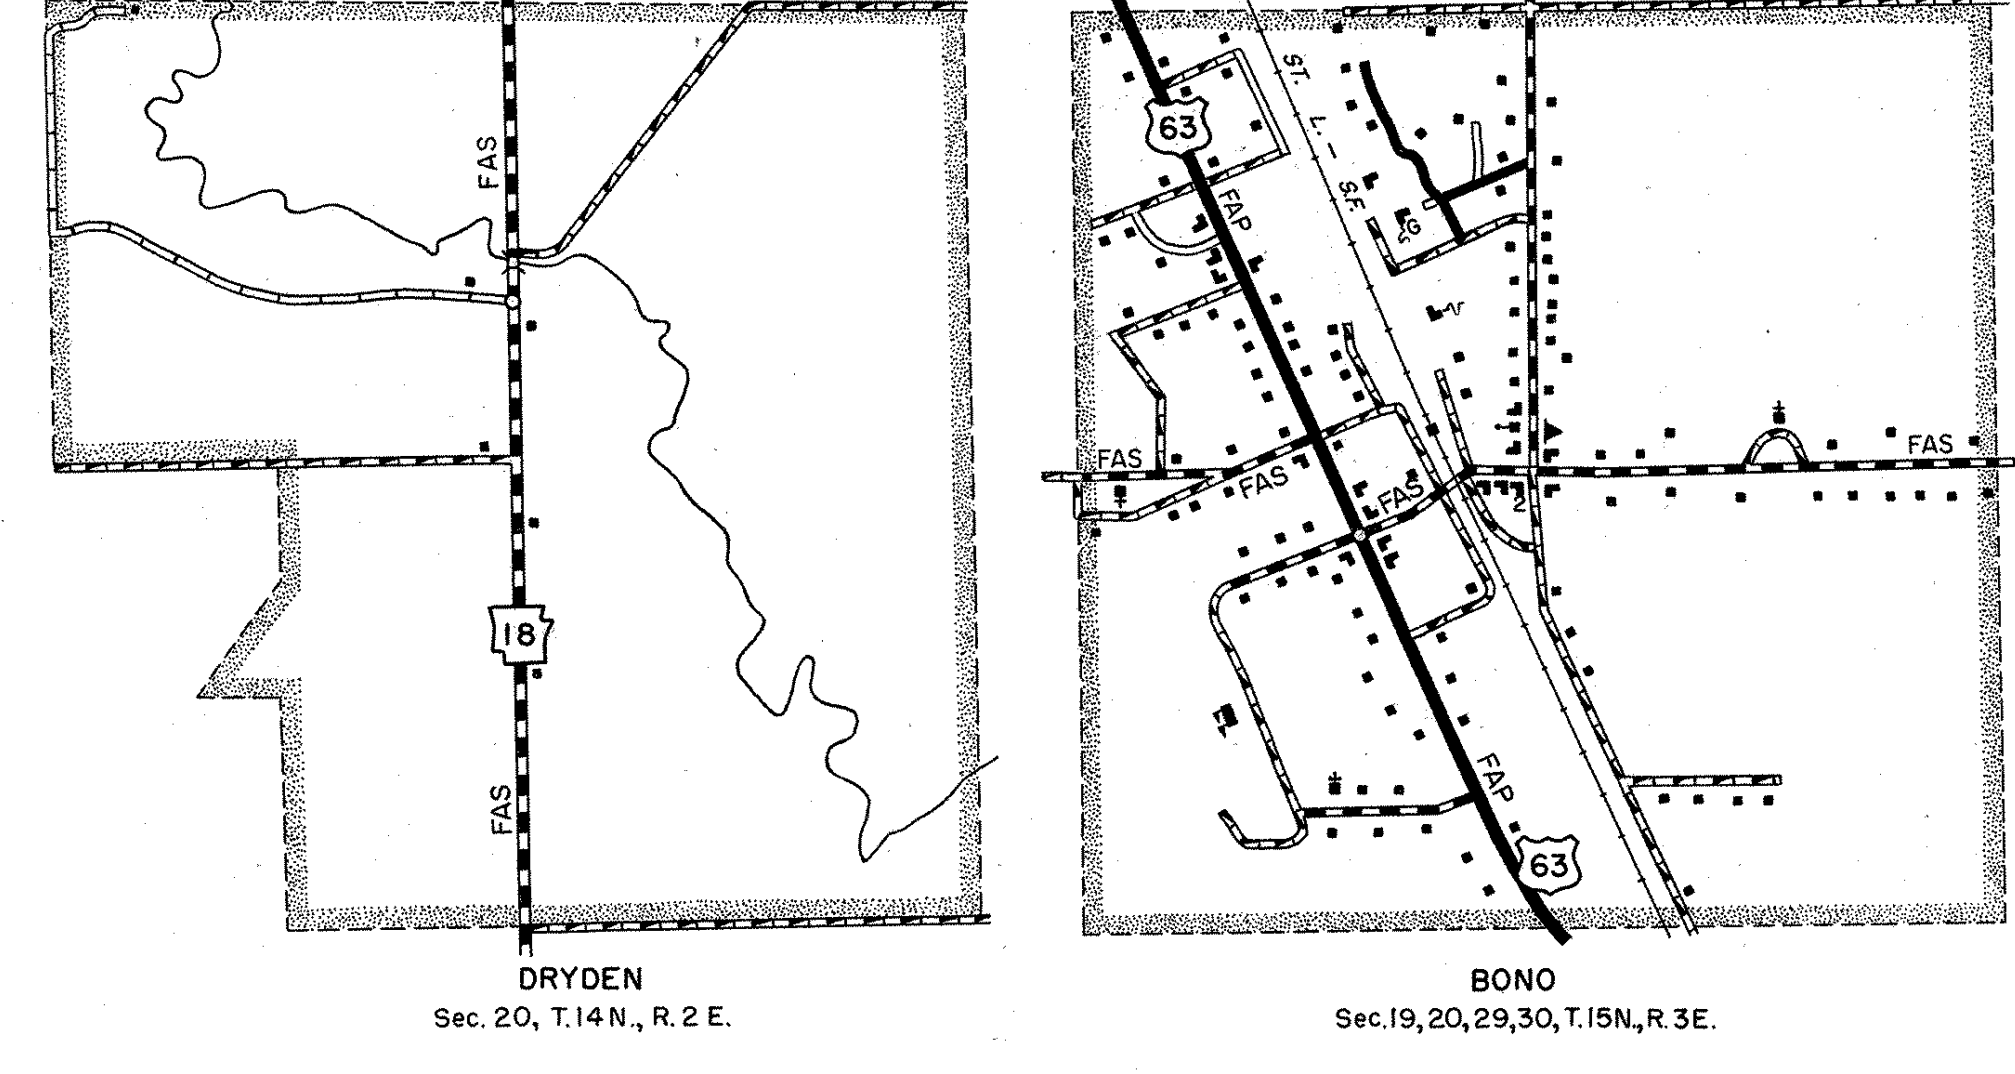 FAS
18
FAS
DRYDEN
Sec. 20, T.14N., R. 2 E.
ST. L. - S.F.
63
FAP
G
FAS
FAS
FAS
2
FAS
FAP
63
BONO
Sec.19, 20, 29, 30, T.15N., R. 3E.